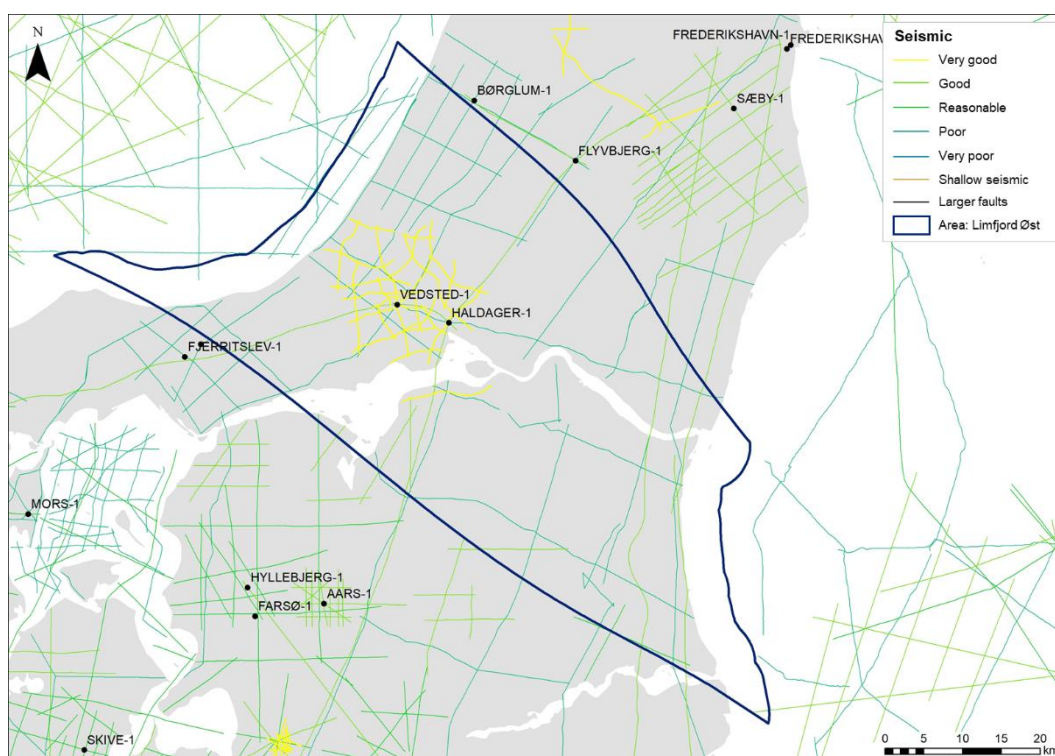 N
FREDERIKSHAVN-1
FREDERIKSHAV
Seismic
Very good
Good
Reasonable
Poor
Very poor
Shallow seismic
Larger faults
Area: Limfjord Øst
BØRGLUM-1
SÆBY-1
FLYVBJERG-1
VEDSTED-1
HALDAGER-1
FJERRITSLEV-1
MORS-1
HYLLEBJERG-1
AARS-1
FARSØ-1
SKIVE-1
0 5 10 15 20
km